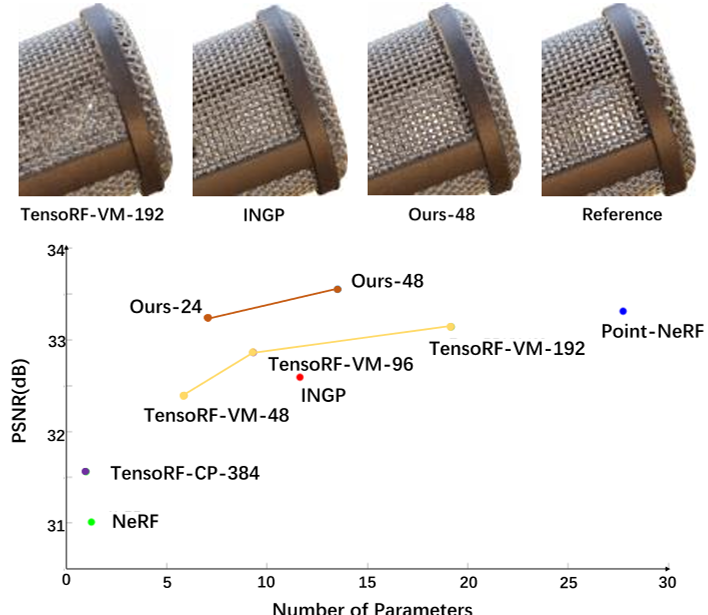 TensoRF-VM-192
INGP
Ours-48
Reference
34
33
32
31
PSNR(dB)
Ours-24
Ours-48
Point-NeRF
TensoRF-VM-192
TensoRF-VM-96
INGP
TensoRF-VM-48
TensoRF-CP-384
NeRF
0
5
10
15
20
25
30
Number of Parameters